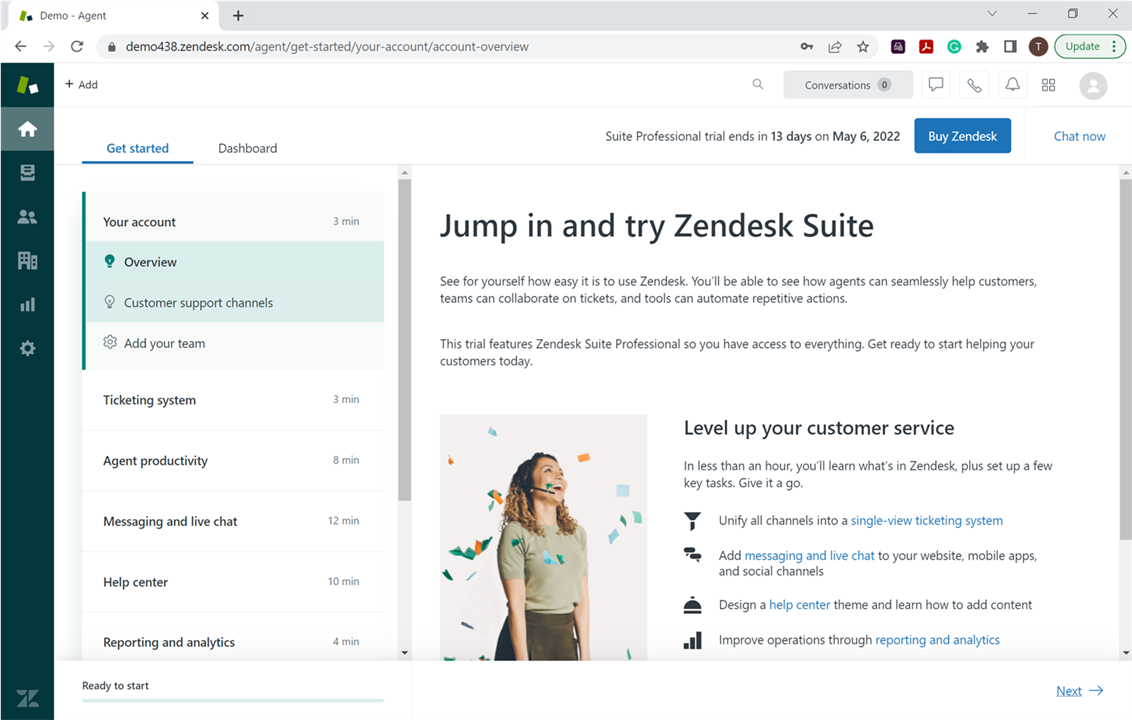 Demo - Agent
demo438.zendesk.com/agent/get-started/your-account/account-overview
T
Update
+ Add
Conversations 0
Get started
Dashboard
Suite Professional trial ends in 13 days on May 6, 2022
Buy Zendesk
Chat now
Your account 3 min
Overview
Customer support channels
Add your team
Ticketing system 3 min
Agent productivity 8 min
Messaging and live chat 12 min
Help center 10 min
Reporting and analytics 4 min
Ready to start
Jump in and try Zendesk Suite
See for yourself how easy it is to use Zendesk. You'll be able to see how agents can seamlessly help customers,
teams can collaborate on tickets, and tools can automate repetitive actions.
This trial features Zendesk Suite Professional so you have access to everything. Get ready to start helping your
customers today.
Level up your customer service
In less than an hour, you'll learn what's in Zendesk, plus set up a few
key tasks. Give it a go.
Unify all channels into a single-view ticketing system
Add messaging and live chat to your website, mobile apps,
and social channels
Design a help center theme and learn how to add content
Improve operations through reporting and analytics
Next